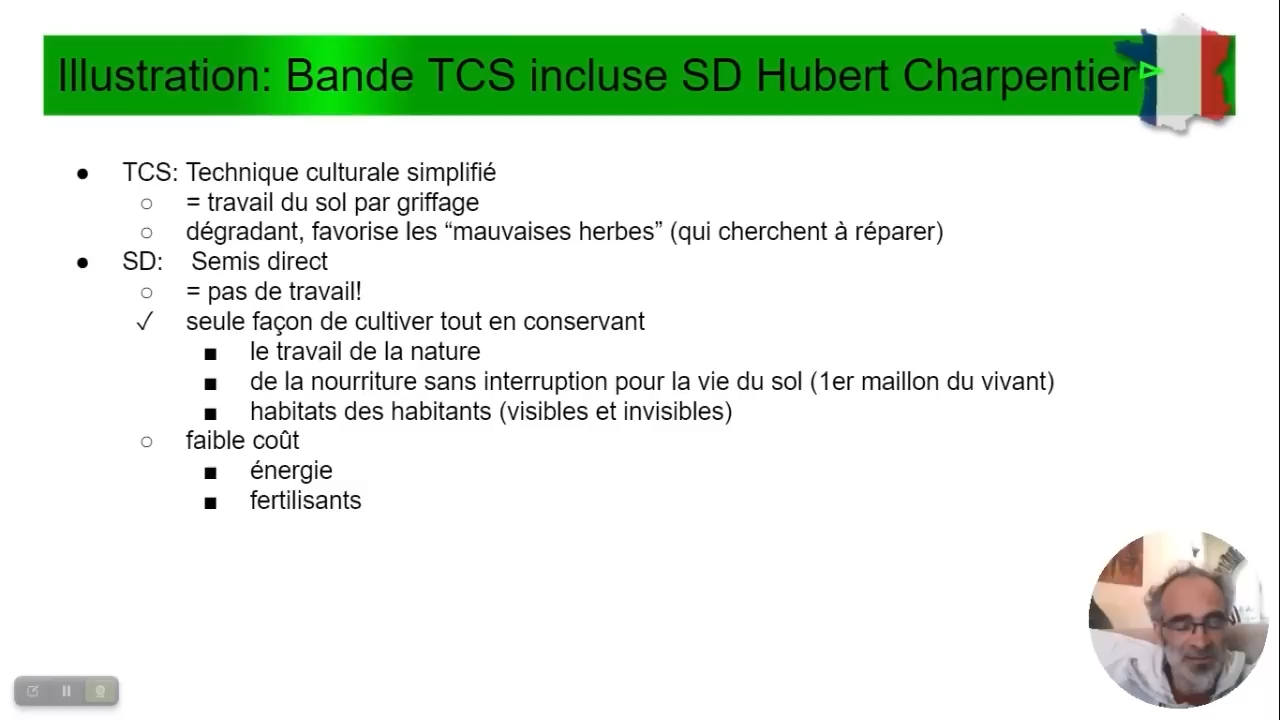 Illustration: Bande TCS incluse SD Hubert Charpentier
● TCS: Technique culturale simplifié
○ = travail du sol par griffage
○ dégradant, favorise les “mauvaises herbes” (qui cherchent à réparer)
● SD: Semis direct
○ = pas de travail!
✓ seule façon de cultiver tout en conservant
■ le travail de la nature
■ de la nourriture sans interruption pour la vie du sol (1er maillon du vivant)
■ habitats des habitants (visibles et invisibles)
○ faible coût
■ énergie
■ fertilisants